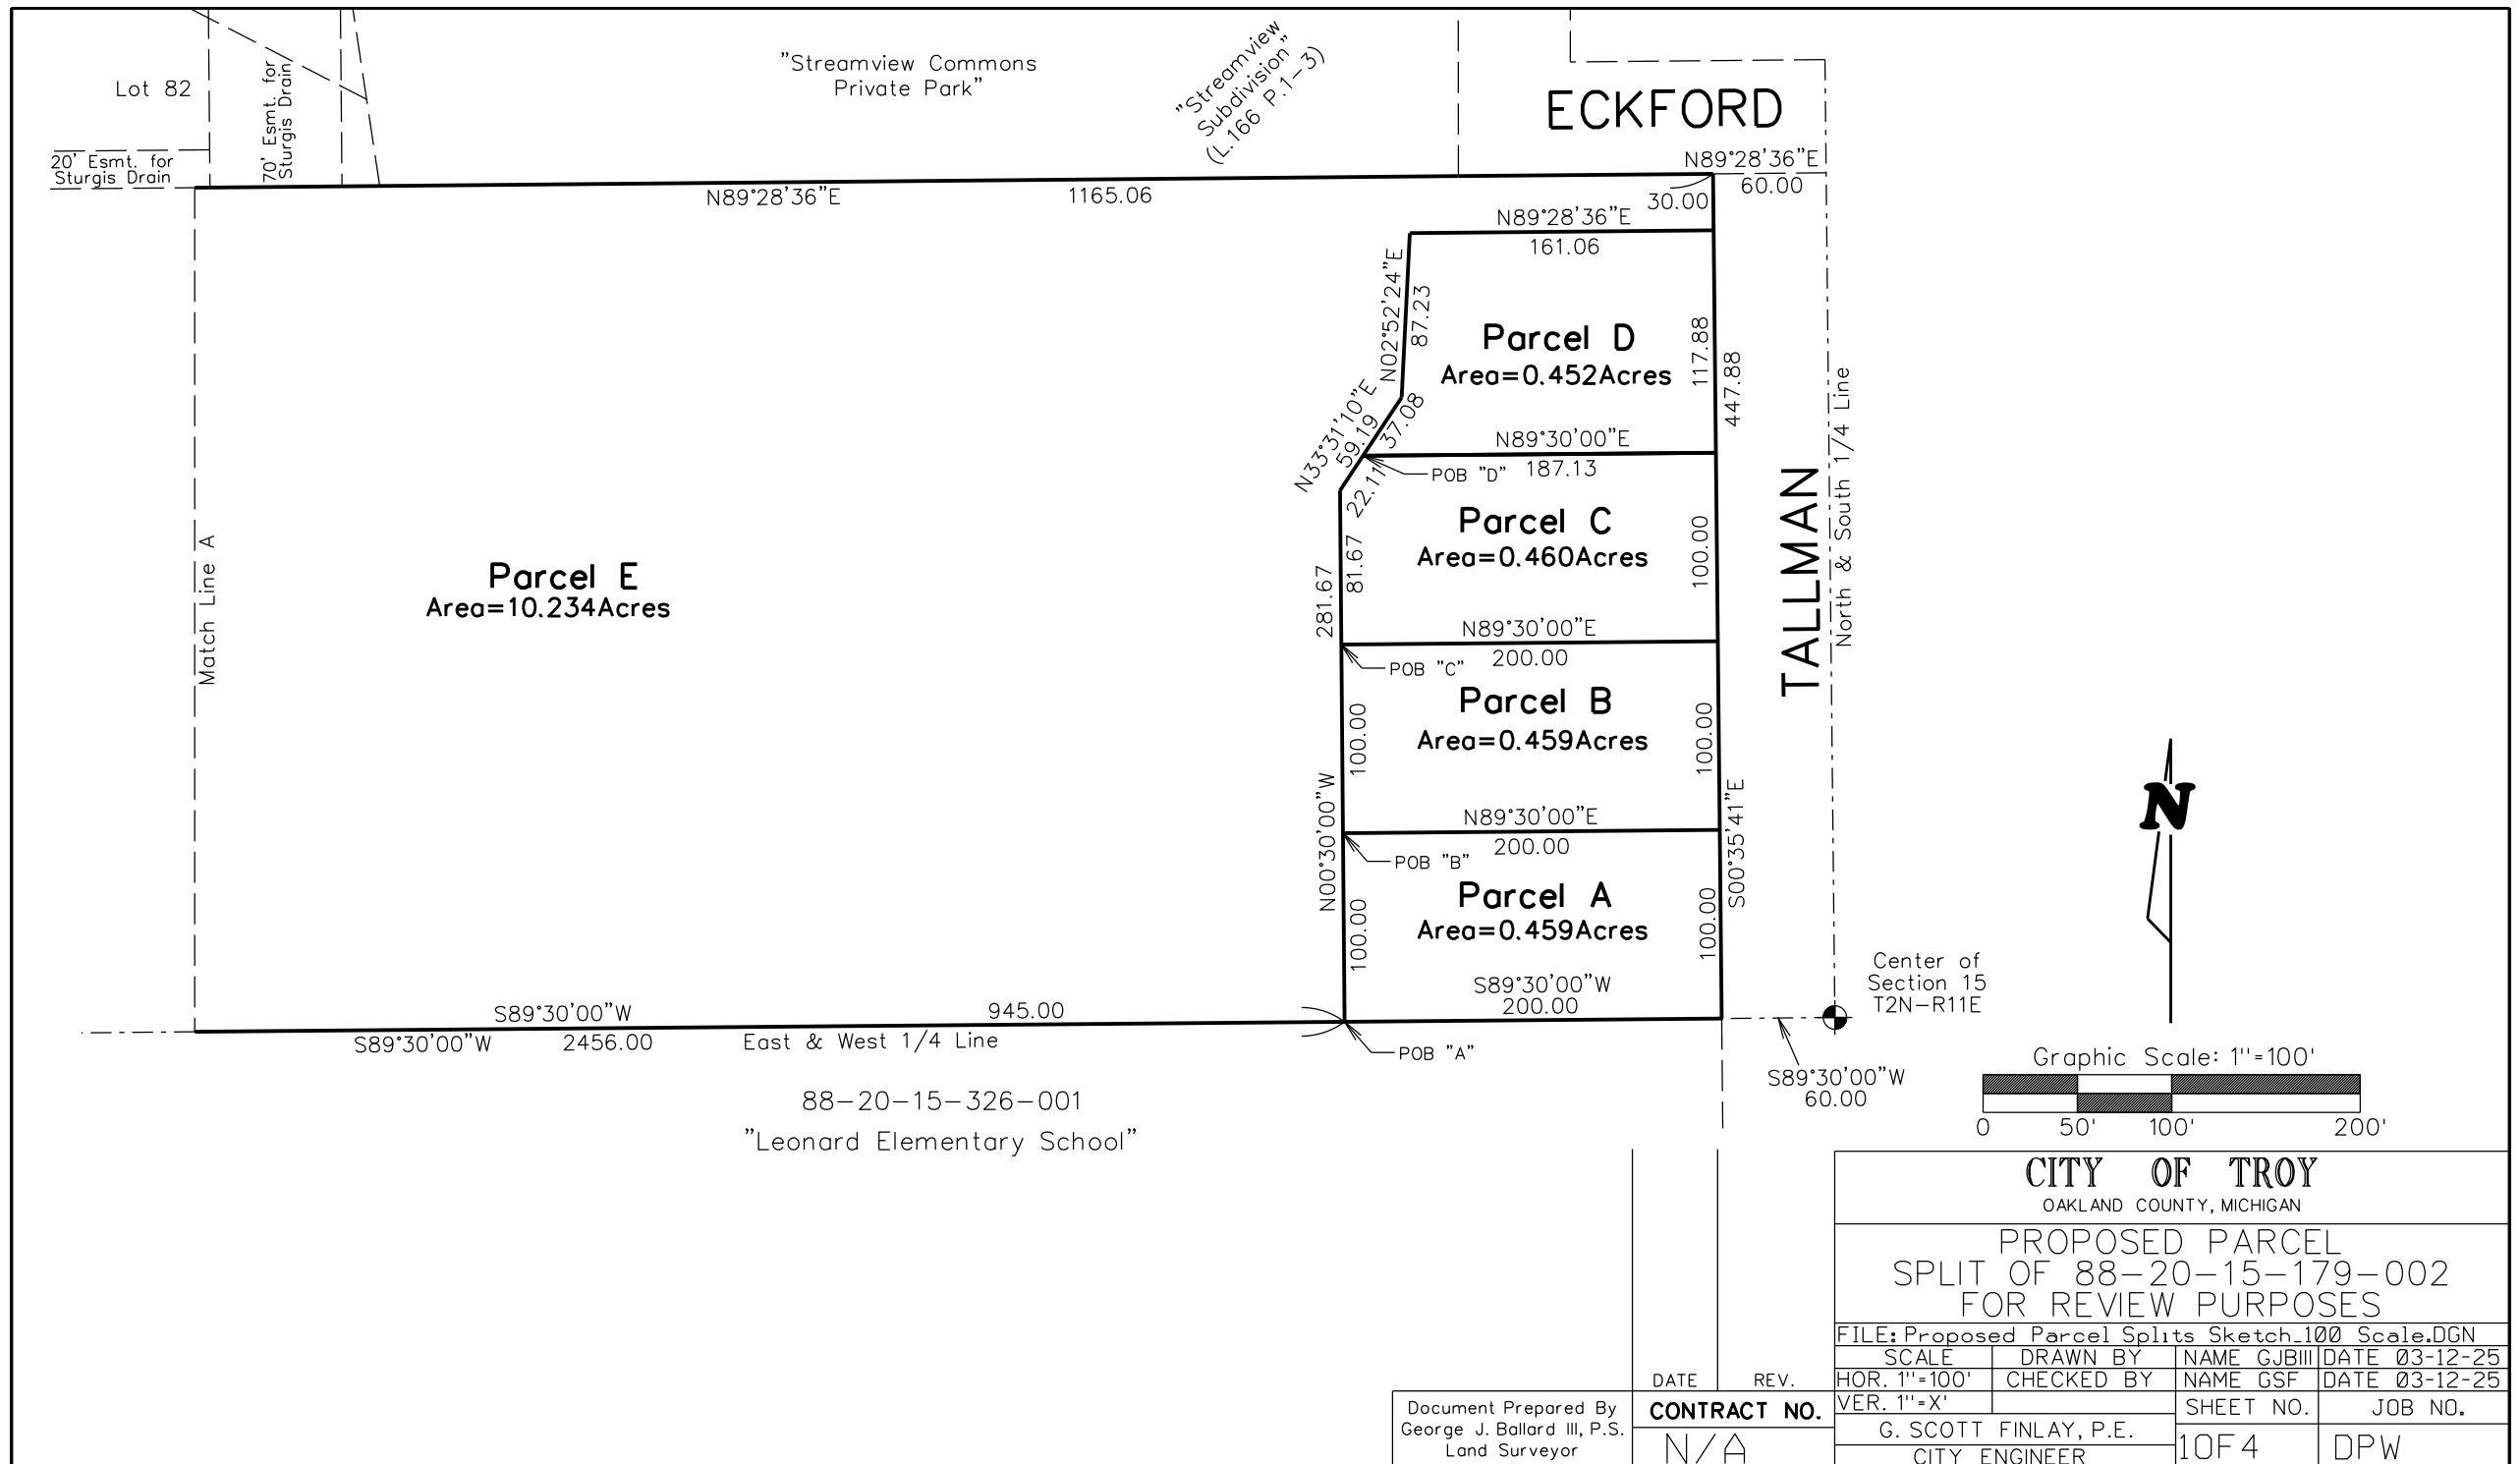 Lot 82
20' Esmt. for
Sturgis Drain
70' Esmt. for
Sturgis Drain
"Streamview Commons
Private Park"
"Streamview
Subdivision"
(L.166 P.1-3)
ECKFORD
N89°28'36"E
60.00
30.00
N89°28'36"E
1165.06
N89°28'36"E
161.06
N02°52'24"E
87.23
Parcel D
Area=0.452Acres
117.88
447.88
N33°31'10"E
59.19
37.08
22.11
N89°30'00"E
187.13
POB "D"
Parcel C
Area=0.460Acres
100.00
281.67
81.67
N89°30'00"E
200.00
POB "C"
Parcel B
Area=0.459Acres
100.00
100.00
N89°30'00"E
200.00
POB "B"
N00°30'00"W
Parcel A
Area=0.459Acres
100.00
100.00
S00°35'41"E
S89°30'00"W
200.00
POB "A"
TALLMAN
North & South 1/4 Line
Match Line A
Parcel E
Area=10.234Acres
S89°30'00"W
945.00
S89°30'00"W
2456.00
East & West 1/4 Line
88-20-15-326-001
"Leonard Elementary School"
Center of
Section 15
T2N-R11E
S89°30'00"W
60.00
N
Graphic Scale: 1"=100'
0 50' 100' 200'
CITY OF TROY
OAKLAND COUNTY, MICHIGAN
PROPOSED PARCEL
SPLIT OF 88-20-15-179-002
FOR REVIEW PURPOSES
FILE: Proposed Parcel Splits Sketch_100 Scale.DGN
SCALE DRAWN BY NAME GJBIII DATE 03-12-25
HOR. 1"=100' CHECKED BY NAME GSF DATE 03-12-25
VER. 1"=X' SHEET NO. JOB NO.
G. SCOTT FINLAY, P.E.
CITY ENGINEER
1OF4 DPW
DATE REV.
CONTRACT NO.
N/A
Document Prepared By
George J. Ballard III, P.S.
Land Surveyor